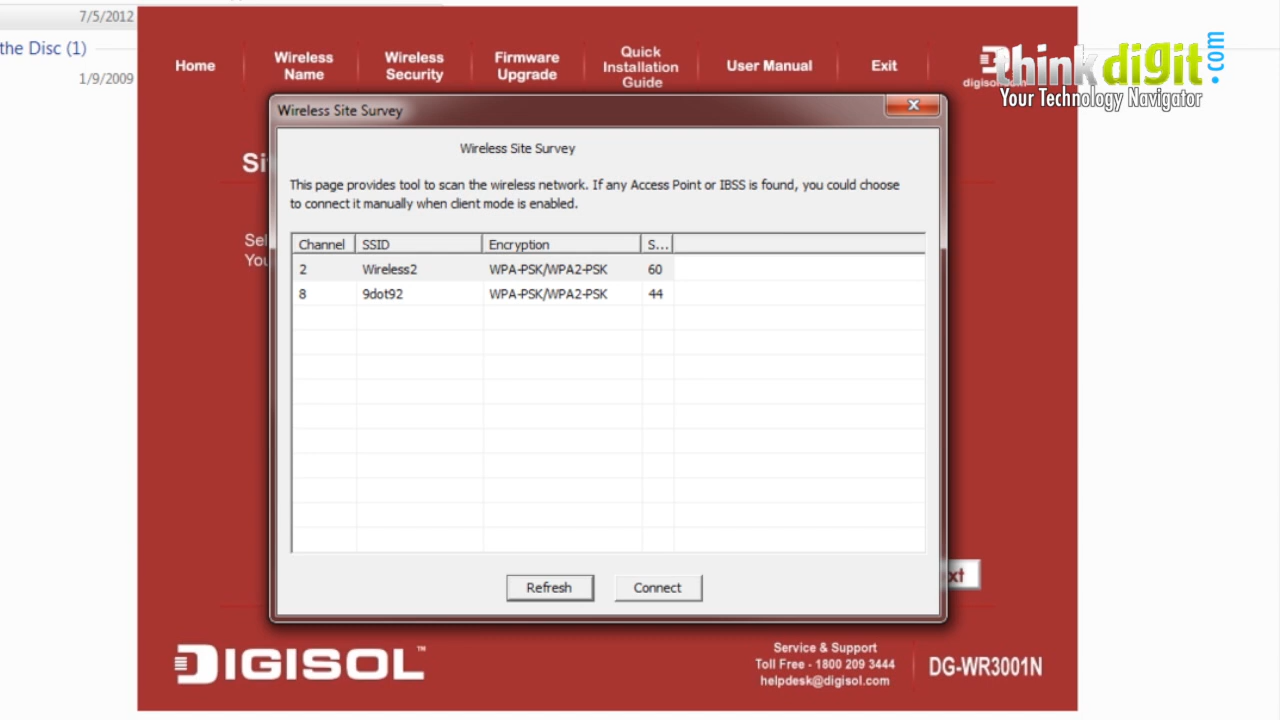 7/5/2012
the Disc (1)
1/9/2009
Home
Wireless Name
Wireless Security
Firmware Upgrade
Quick Installation Guide
User Manual
Exit
thinkdigit.com
Your Technology Navigator
Wireless Site Survey
Wireless Site Survey
This page provides tool to scan the wireless network. If any Access Point or IBSS is found, you could choose
to connect it manually when client mode is enabled.
Channel SSID Encryption S...
2 Wireless2 WPA-PSK/WPA2-PSK 60
8 9dot92 WPA-PSK/WPA2-PSK 44
Refresh Connect
DIGISOL™
Service & Support
Toll Free - 1800 209 3444
helpdesk@digisol.com
DG-WR3001N